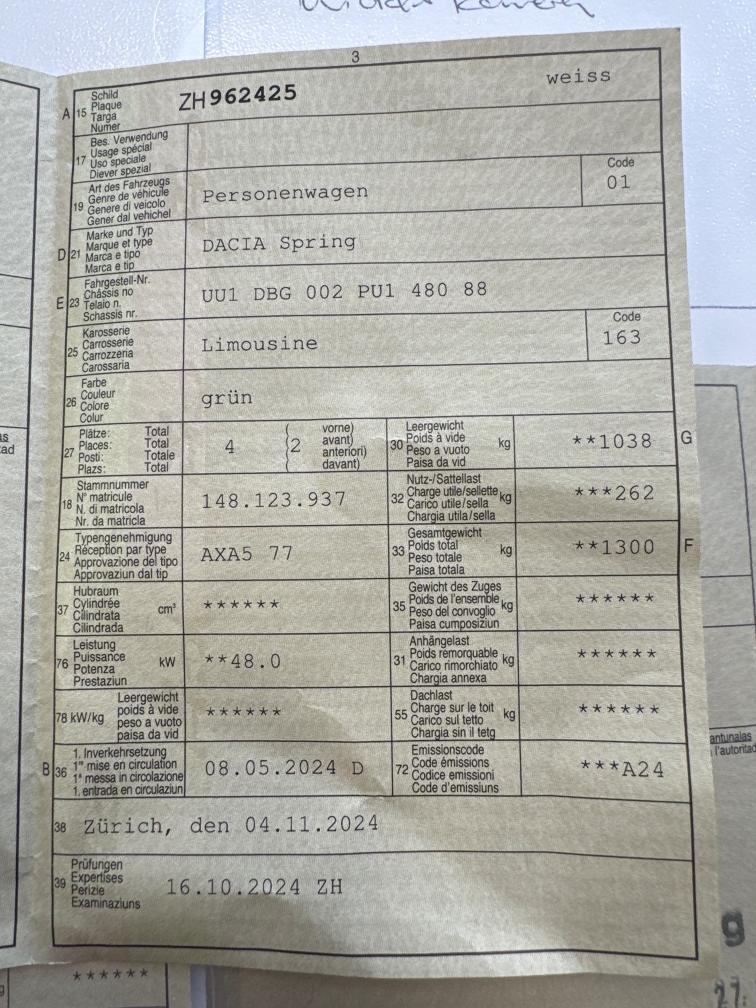 3
A 15 Schild
Plaque
Targa
Numer
ZH 962425
weiss
17 Bes. Verwendung
Usage spécial
Uso speciale
Diever spezial
19 Art des Fahrzeugs
Genre de véhicule
Genere di veicolo
Gener dal vehichel
Personenwagen
Code
01
D 21 Marke und Typ
Marque et type
Marca e tipo
Marca e tip
DACIA Spring
E 23 Fahrgestell-Nr.
Châssis no
Telaio n.
Schassis nr.
UU1 DBG 002 PU1 480 88
25 Karosserie
Carrosserie
Carrozzeria
Carossaria
Limousine
Code
163
26 Farbe
Couleur
Colore
Colur
grün
27 Plätze: Total
Places: Total
Posti: Totale
Plazs: Total
4 (2 vorne)
avant)
anteriori)
davant)
30 Leergewicht
Poids à vide
Peso a vuoto
Paisa da vid
kg
**1038 G
18 Stammnummer
N° matricule
N. di matricola
Nr. da matricla
148.123.937
32 Nutz-/Sattellast
Charge utile/sellette
Carico utile/sella
Chargia utila/sella
kg
***262
24 Typengenehmigung
Réception par type
Approvazione del tipo
Approvaziun dal tip
AXA5 77
33 Gesamtgewicht
Poids total
Peso totale
Paisa totala
kg
**1300 F
37 Hubraum
Cylindrée
Cilindrata
Cilindrada
cm³
******
35 Gewicht des Zuges
Poids de l'ensemble
Peso del convoglio
Paisa cumposiziun
kg
******
76 Leistung
Puissance
Potenza
Prestaziun
kW
**48.0
31 Anhängelast
Poids remorquable
Carico rimorchiato
Chargia annexa
kg
******
78 kW/kg Leergewicht
poids à vide
peso a vuoto
paisa da vid
******
55 Dachlast
Charge sur le toit
Carico sul tetto
Chargia sin il tetg
kg
******
B 36 1. Inverkehrsetzung
1re mise en circulation
1a messa in circolazione
1. entrada en circulaziun
08.05.2024 D
72 Emissionscode
Code émissions
Codice emissioni
Code d'emissiuns
***A24
38 Zürich, den 04.11.2024
39 Prüfungen
Expertises
Perizie
Examinaziuns
16.10.2024 ZH
******
antunalas
l'autoritad
g